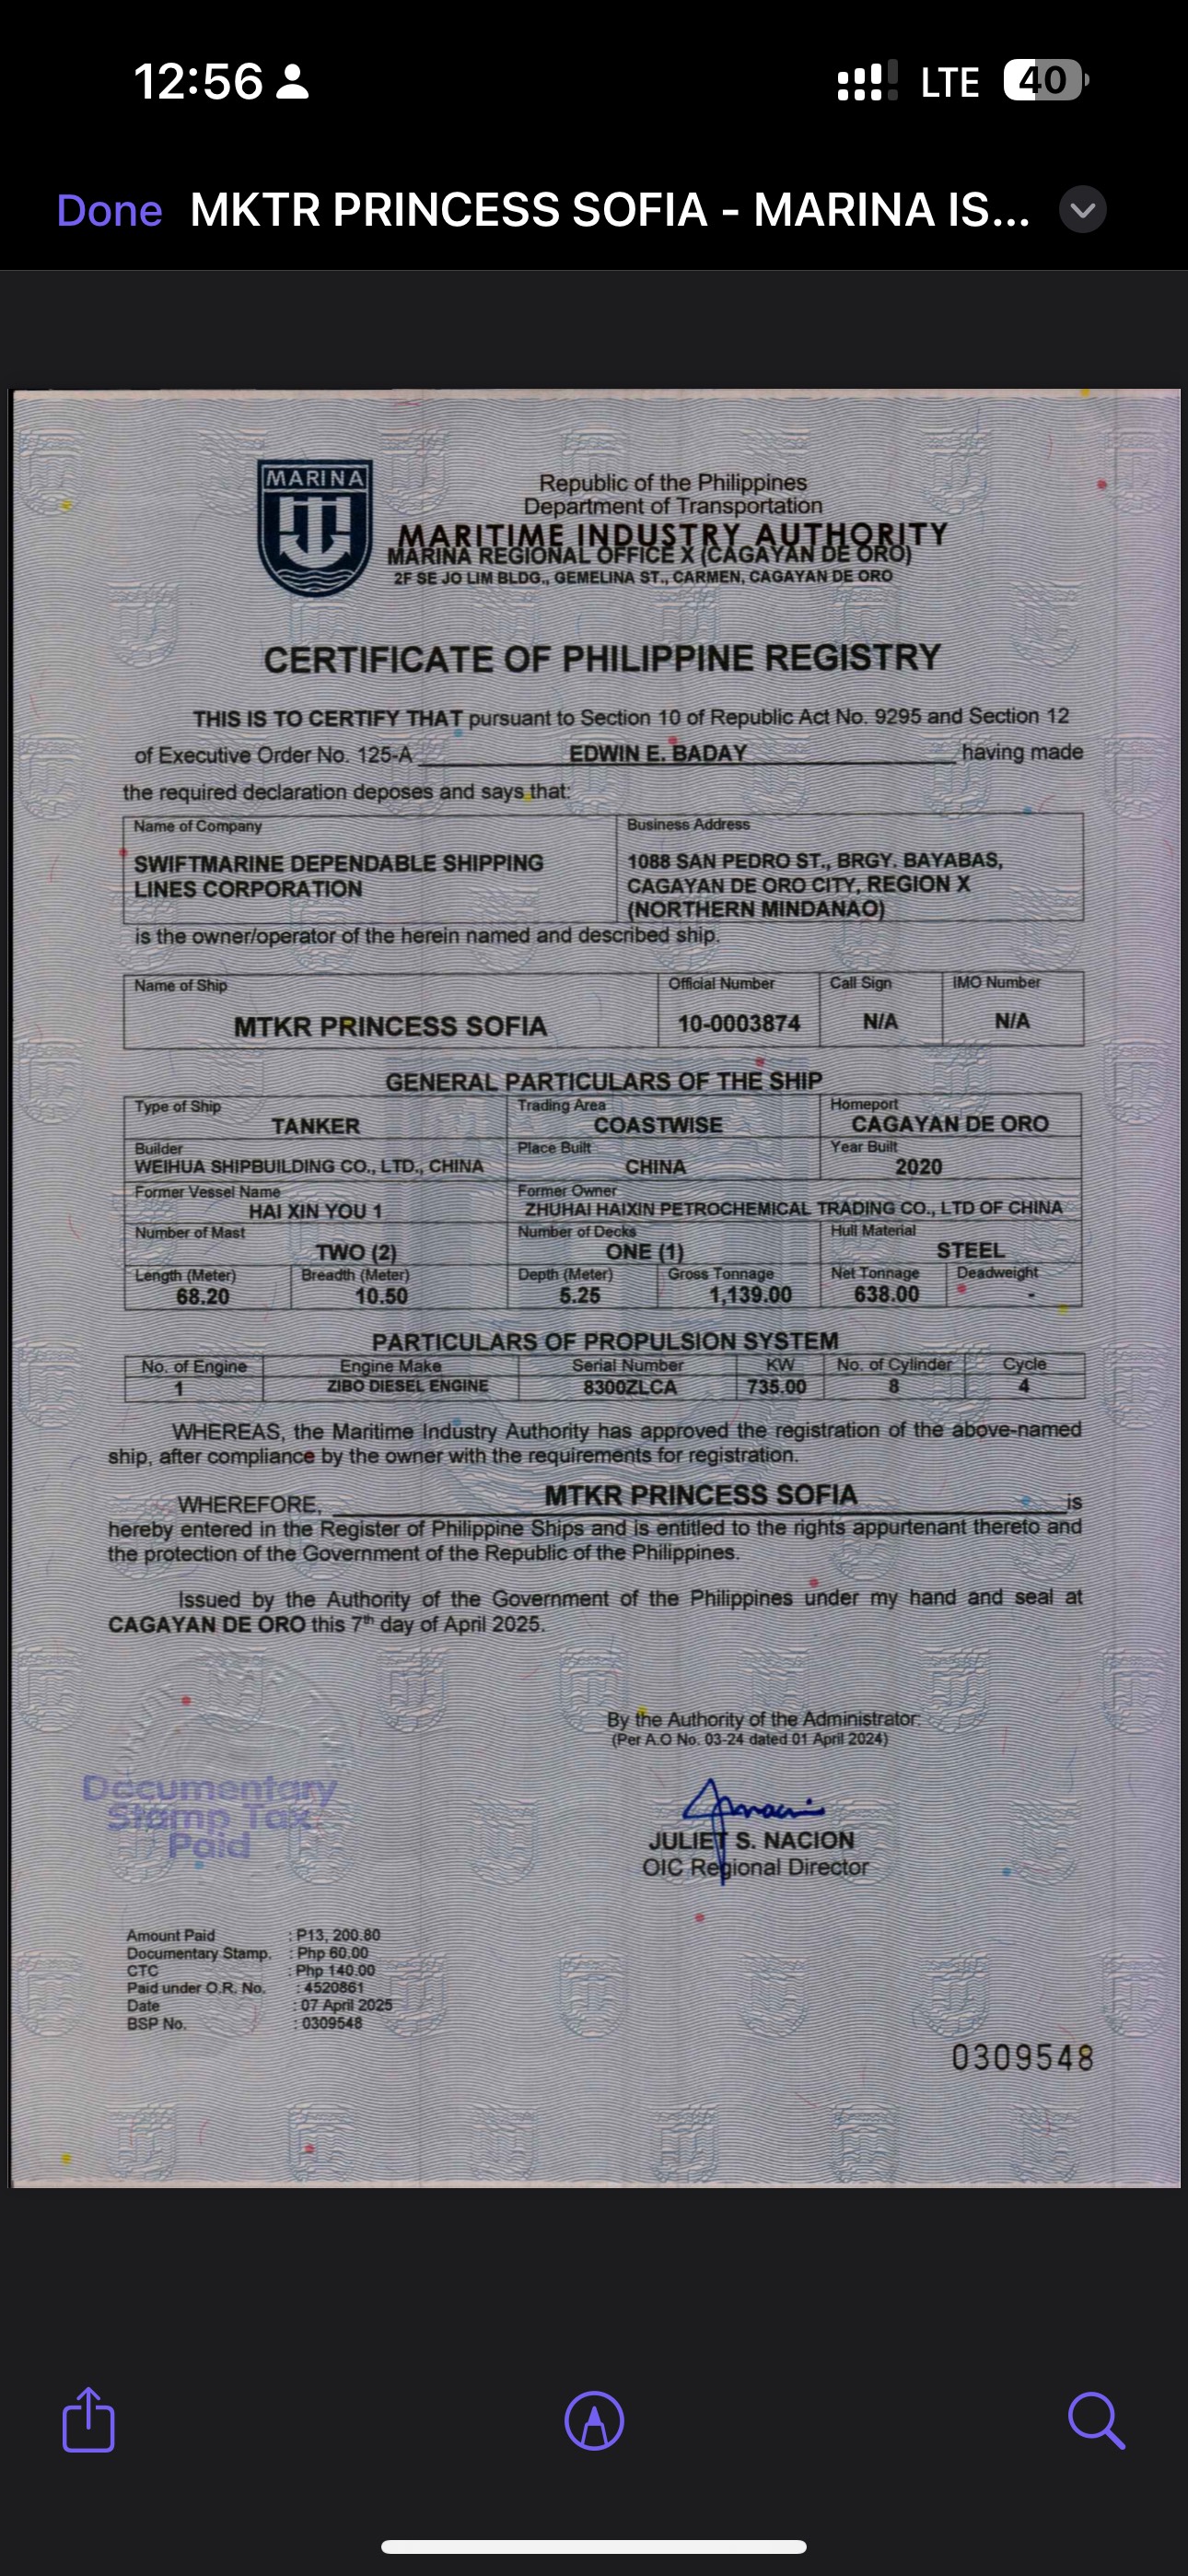 12:56
LTE
40
Done
MKTR PRINCESS SOFIA - MARINA IS...
MARINA
Republic of the Philippines
Department of Transportation
MARITIME INDUSTRY AUTHORITY
MARINA REGIONAL OFFICE X (CAGAYAN DE ORO)
2F SE JO LIM BLDG., GEMELINA ST., CARMEN, CAGAYAN DE ORO
CERTIFICATE OF PHILIPPINE REGISTRY
THIS IS TO CERTIFY THAT pursuant to Section 10 of Republic Act No. 9295 and Section 12
of Executive Order No. 125-A EDWIN E. BADAY having made
the required declaration deposes and says that:
Name of Company
Business Address
SWIFTMARINE DEPENDABLE SHIPPING
LINES CORPORATION
1088 SAN PEDRO ST., BRGY. BAYABAS,
CAGAYAN DE ORO CITY, REGION X
(NORTHERN MINDANAO)
is the owner/operator of the herein named and described ship.
Name of Ship Official Number Call Sign IMO Number
MTKR PRINCESS SOFIA 10-0003874 N/A N/A
GENERAL PARTICULARS OF THE SHIP
Type of Ship Trading Area Homeport
TANKER COASTWISE CAGAYAN DE ORO
Builder Place Built Year Built
WEIHUA SHIPBUILDING CO., LTD., CHINA CHINA 2020
Former Vessel Name Former Owner
HAI XIN YOU 1 ZHUHAI HAIXIN PETROCHEMICAL TRADING CO., LTD OF CHINA
Number of Mast Number of Decks Hull Material
TWO (2) ONE (1) STEEL
Length (Meter) Breadth (Meter) Depth (Meter) Gross Tonnage Net Tonnage Deadweight
68.20 10.50 5.25 1,139.00 638.00 -
PARTICULARS OF PROPULSION SYSTEM
No. of Engine Engine Make Serial Number KW No. of Cylinder Cycle
1 ZIBO DIESEL ENGINE 8300ZLCA 735.00 8 4
WHEREAS, the Maritime Industry Authority has approved the registration of the above-named
ship, after compliance by the owner with the requirements for registration.
WHEREFORE, MTKR PRINCESS SOFIA is
hereby entered in the Register of Philippine Ships and is entitled to the rights appurtenant thereto and
the protection of the Government of the Republic of the Philippines.
Issued by the Authority of the Government of the Philippines under my hand and seal at
CAGAYAN DE ORO this 7th day of April 2025.
By the Authority of the Administrator:
(Per A.O No. 03-24 dated 01 April 2024)
Documentary
Stamp Tax
Paid
JULIET S. NACION
OIC Regional Director
Amount Paid : P13, 200.80
Documentary Stamp. : Php 60.00
CTC : Php 140.00
Paid under O.R. No. : 4520861
Date : 07 April 2025
BSP No. : 0309548
0309548